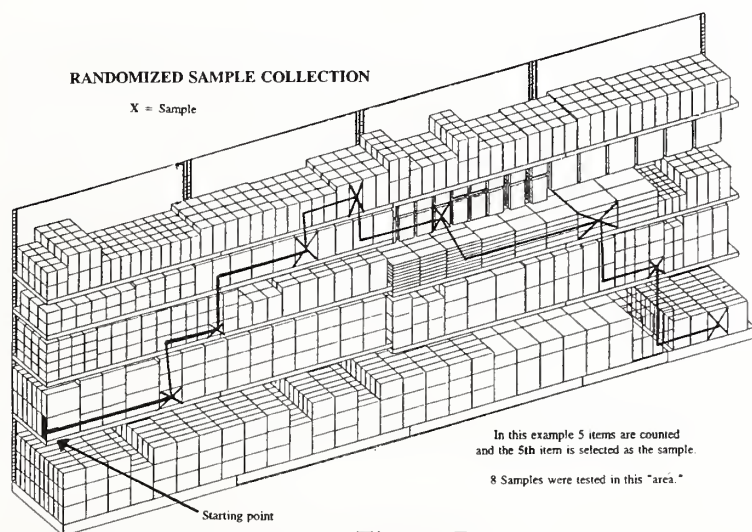 RANDOMIZED SAMPLE COLLECTION
X = Sample
In this example 5 items are counted
and the 5th item is selected as the sample.
8 Samples were tested in this "area."
Starting point